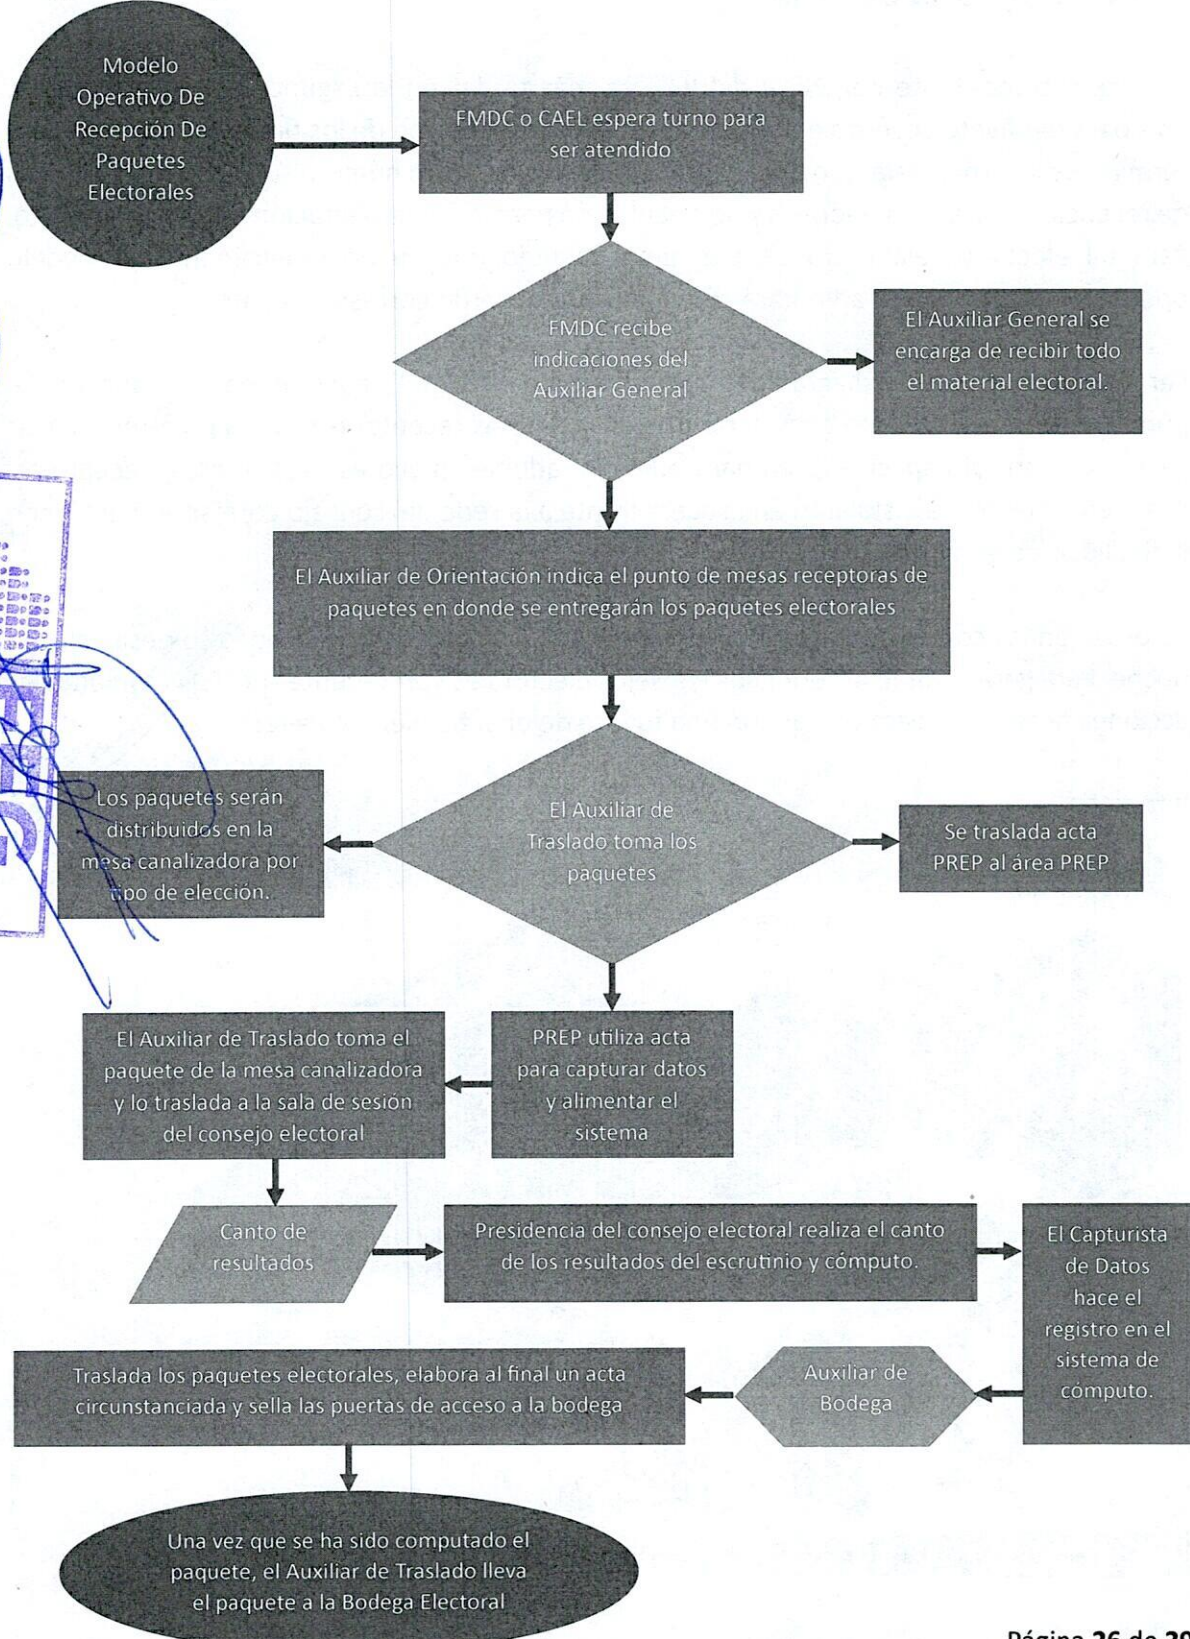 Modelo
Operativo De
Recepción De
Paquetes
Electorales
FMDC o CAEL espera turno para
ser atendido
FMDC recibe
indicaciones del
Auxiliar General
El Auxiliar General se
encarga de recibir todo
el material electoral.
El Auxiliar de Orientación indica el punto de mesas receptoras de
paquetes en donde se entregarán los paquetes electorales
Los paquetes serán
distribuidos en la
mesa canalizadora por
tipo de elección.
El Auxiliar de
Traslado toma los
paquetes
Se traslada acta
PREP al área PREP
El Auxiliar de Traslado toma el
paquete de la mesa canalizadora
y lo traslada a la sala de sesión
del consejo electoral
PREP utiliza acta
para capturar datos
y alimentar el
sistema
Canto de
resultados
Presidencia del consejo electoral realiza el canto
de los resultados del escrutinio y cómputo.
El Capturista
de Datos
hace el
registro en el
sistema de
cómputo.
Auxiliar de
Bodega
Traslada los paquetes electorales, elabora al final un acta
circunstanciada y sella las puertas de acceso a la bodega
Una vez que se ha sido computado el
paquete, el Auxiliar de Traslado lleva
el paquete a la Bodega Electoral
Página 26 de 29